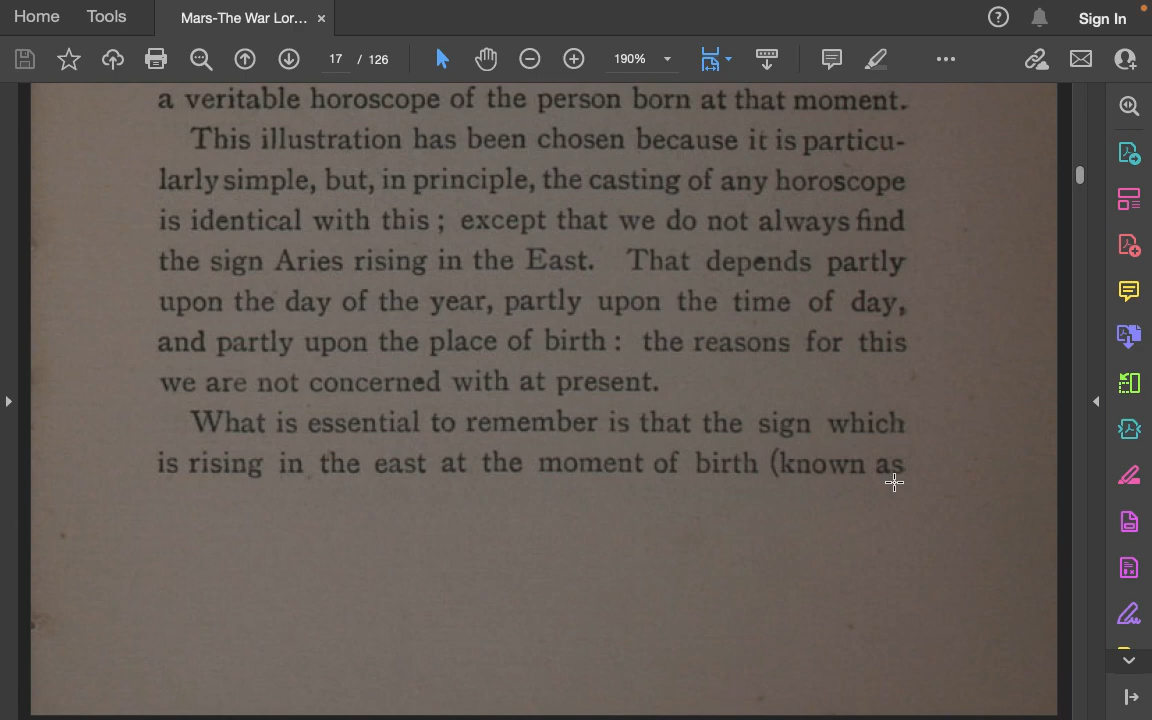 Home Tools Mars-The War Lor... × Sign In
17 / 126 190%
a veritable horoscope of the person born at that moment.
This illustration has been chosen because it is particu-
larly simple, but, in principle, the casting of any horoscope
is identical with this ; except that we do not always find
the sign Aries rising in the East. That depends partly
upon the day of the year, partly upon the time of day,
and partly upon the place of birth : the reasons for this
we are not concerned with at present.
What is essential to remember is that the sign which
is rising in the east at the moment of birth (known as